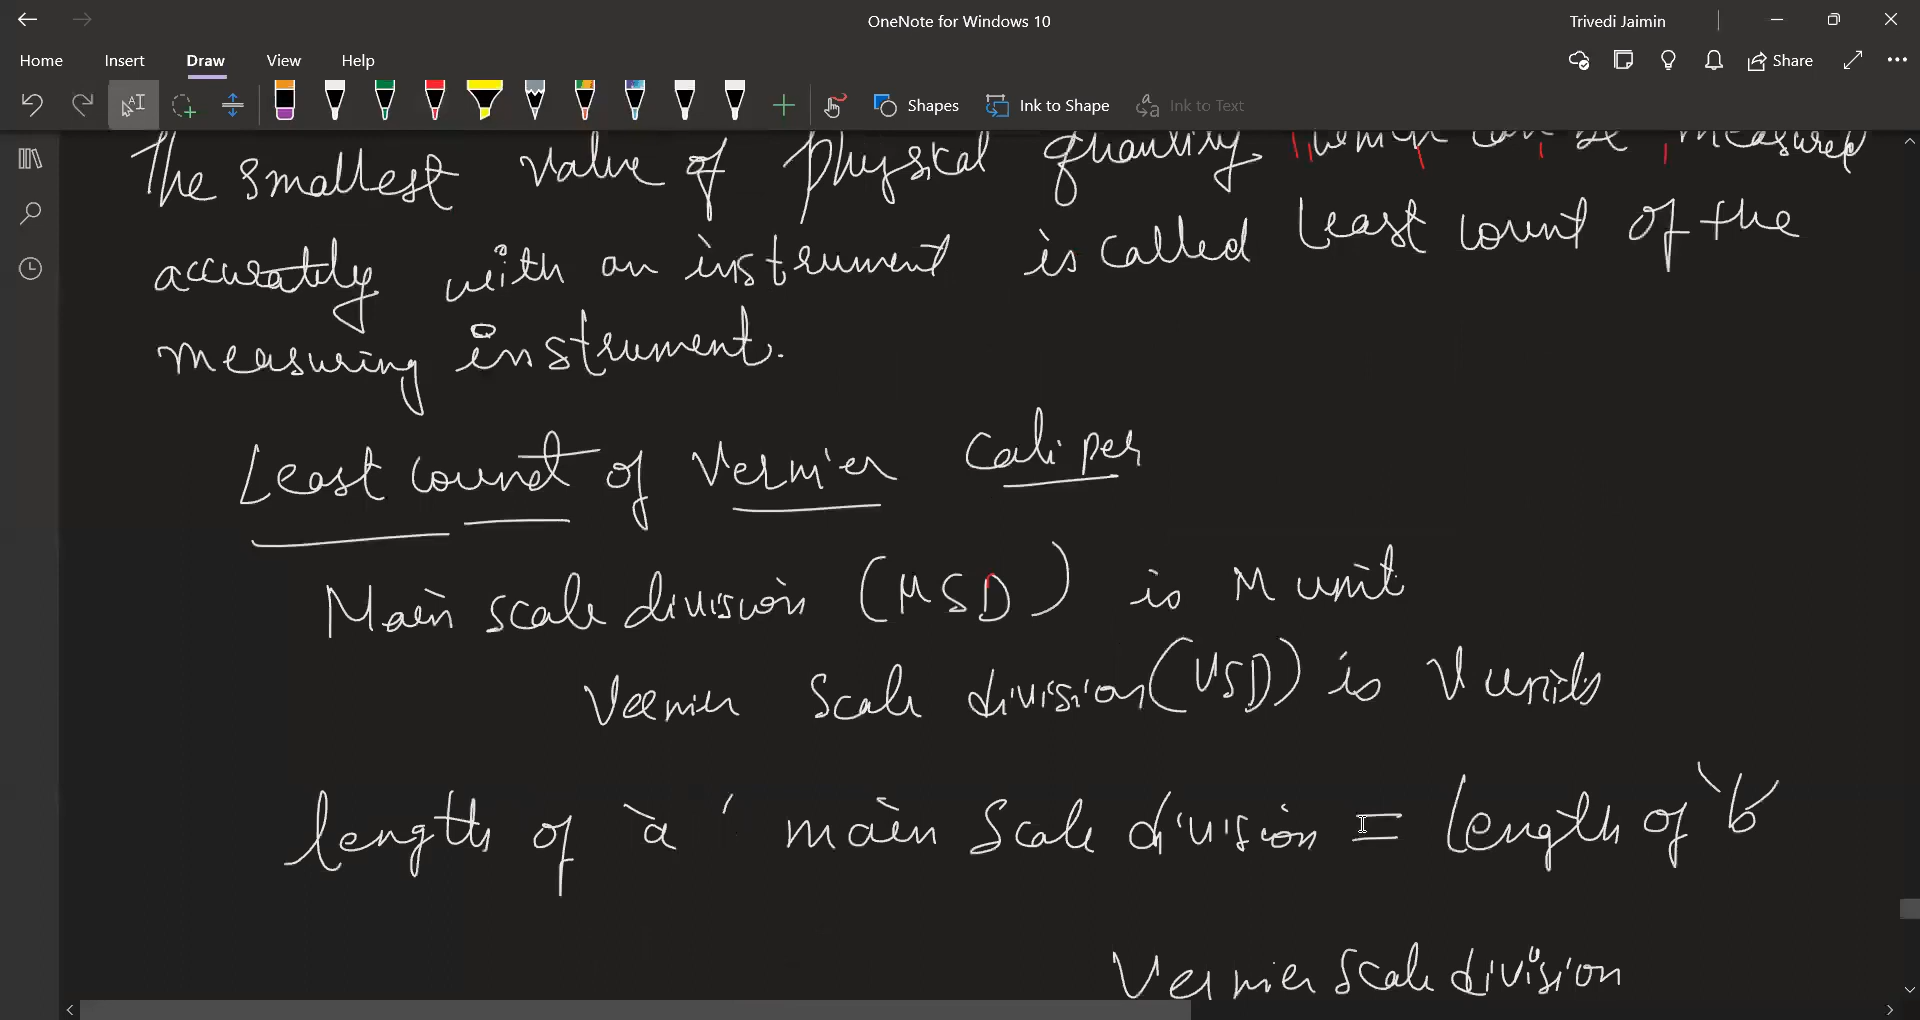 OneNote for Windows 10
Trivedi Jaimin
Home Insert Draw View Help
Share
Shapes Ink to Shape Ink to Text
The smallest value of physical quantity which can be measured
accurately with an instrument is called least count of the
measuring instrument.
Least count of Vernier Caliper
Main scale division (MSD) is M unit
Vernier Scale division (VSD) is V units
length of 'a' main Scale division = length of 'b'
Vernier Scale division